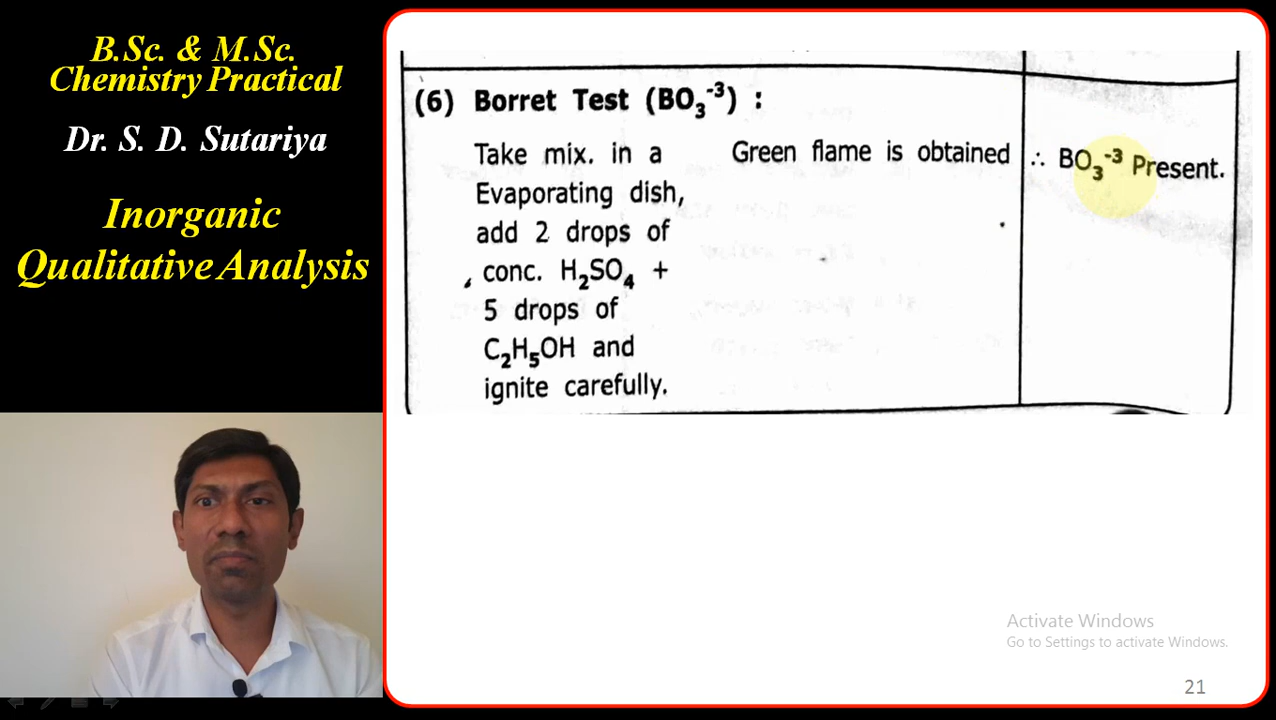 B.Sc. & M.Sc.
Chemistry Practical
Dr. S. D. Sutariya
Inorganic
Qualitative Analysis
(6) Borret Test (BO₃⁻³) :
Take mix. in a
Evaporating dish,
add 2 drops of
conc. H₂SO₄ +
5 drops of
C₂H₅OH and
ignite carefully.
Green flame is obtained
∴ BO₃⁻³ Present.
Activate Windows
Go to Settings to activate Windows.
21